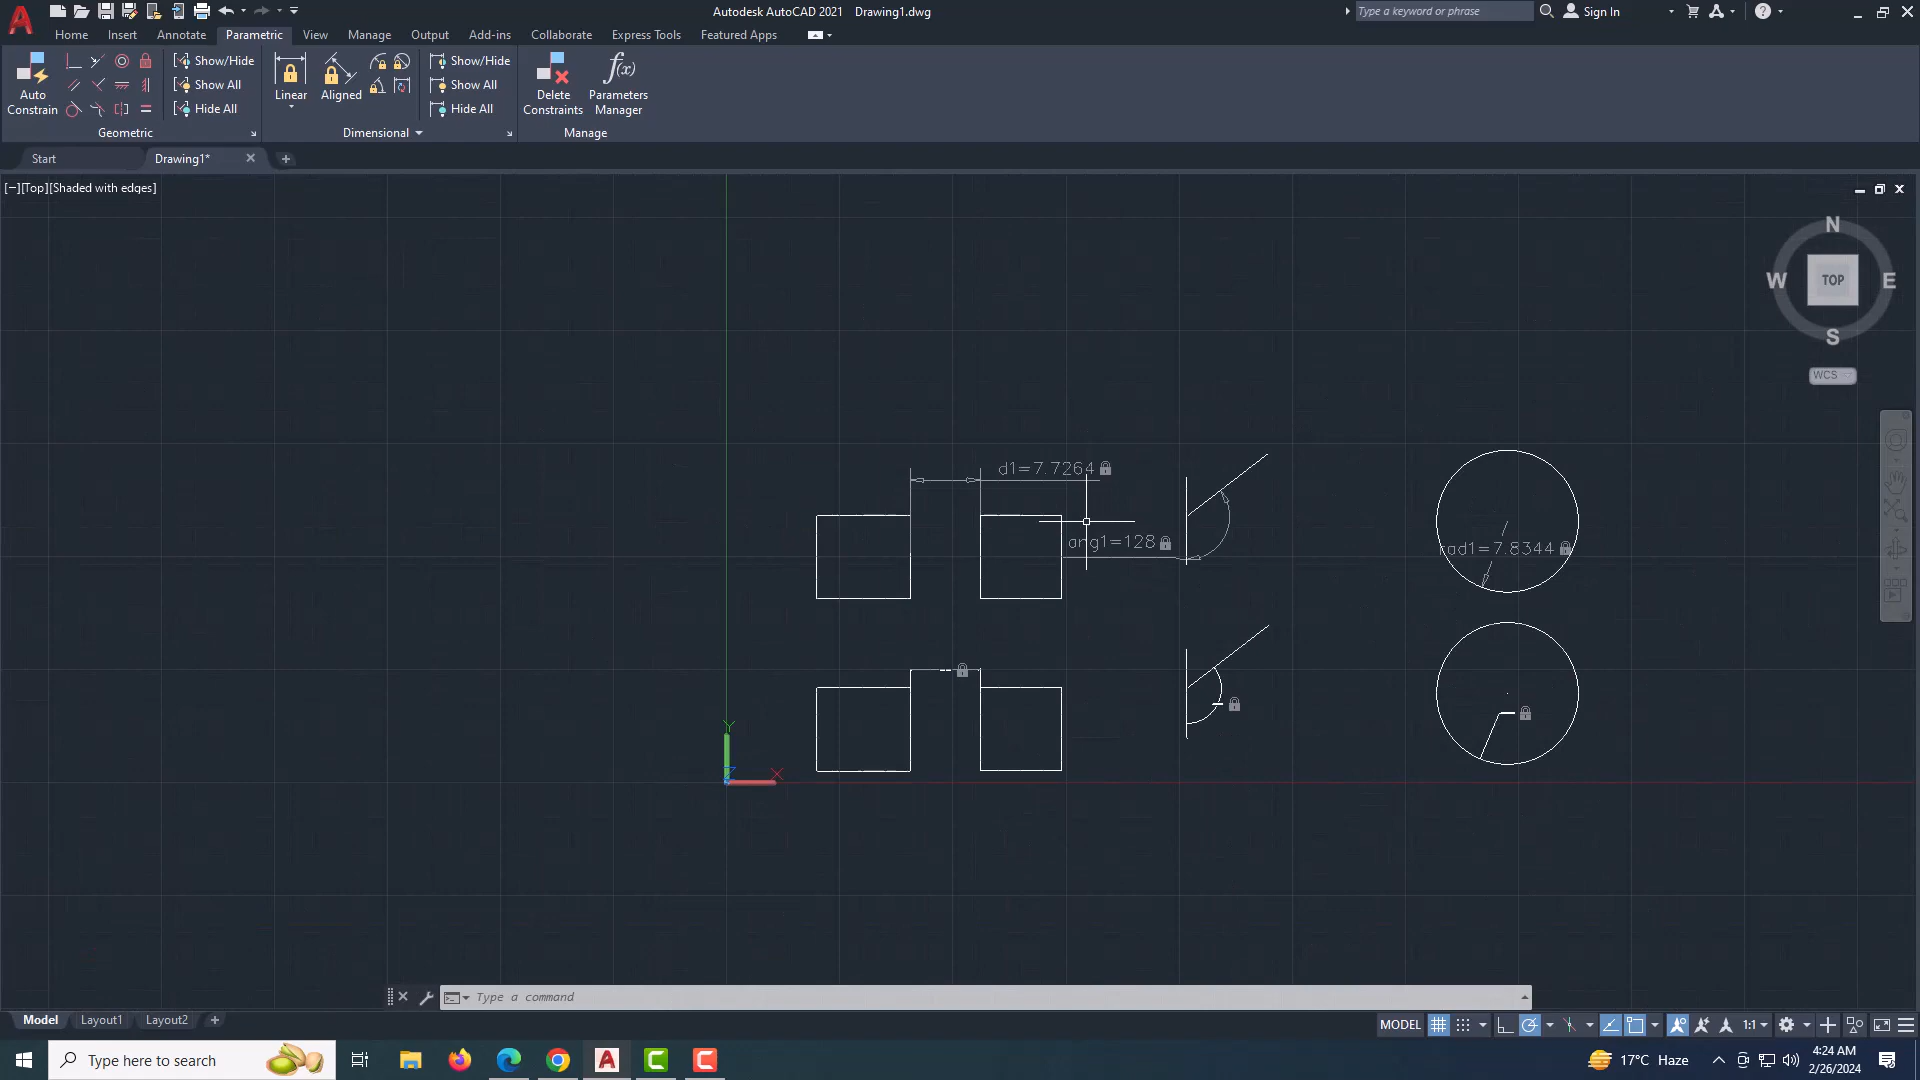 Autodesk AutoCAD 2021 Drawing1.dwg
Type a keyword or phrase
Sign In
Home Insert Annotate Parametric View Manage Output Add-ins Collaborate Express Tools Featured Apps
Auto
Constrain
Show/Hide
Show All
Hide All
Linear
Aligned
Show/Hide
Show All
Hide All
Delete
Constraints
f(x)
Parameters
Manager
Geometric
Dimensional
Manage
Start
Drawing1*
[−][Top][Shaded with edges]
N
W
TOP
E
S
WCS
d1=7.7264
ang1=128
rad1=7.8344
Y
Z
X
Type a command
Model
Layout1
Layout2
MODEL
1:1
Type here to search
17°C Haze
4:24 AM
2/26/2024